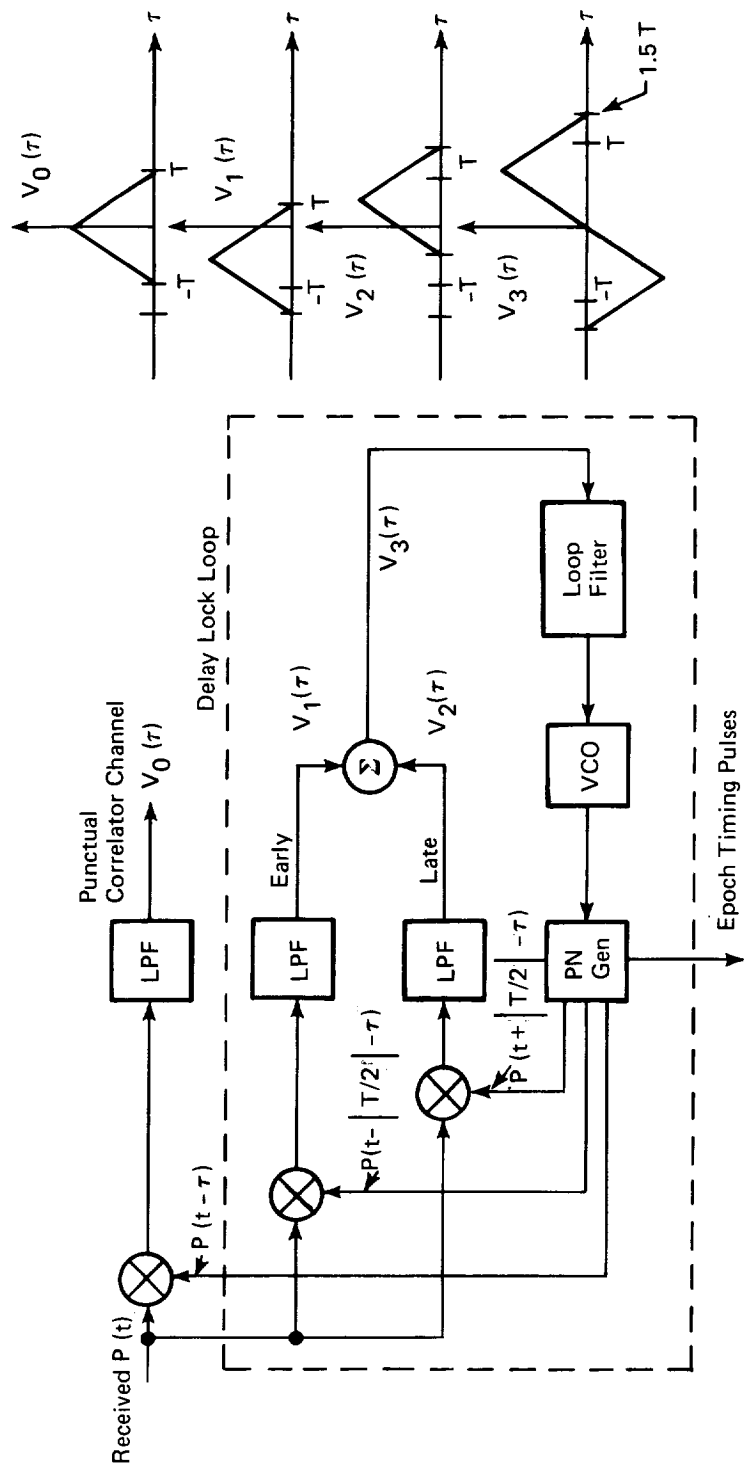 Received P (t)
P (t - τ)
LPF
Punctual
Correlator Channel
V0 (τ)
Delay Lock Loop
LPF
Early
V1(τ)
P(t- |T/2| -τ)
LPF
Late
V2(τ)
Σ
V3(τ)
P (t+ |T/2| -τ)
PN
Gen
VCO
Loop
Filter
Epoch Timing Pulses
V0 (τ)
-T
T
τ
V1 (τ)
-T
T
τ
V2 (τ)
-T
T
τ
V3 (τ)
-T
T
1.5 T
τ